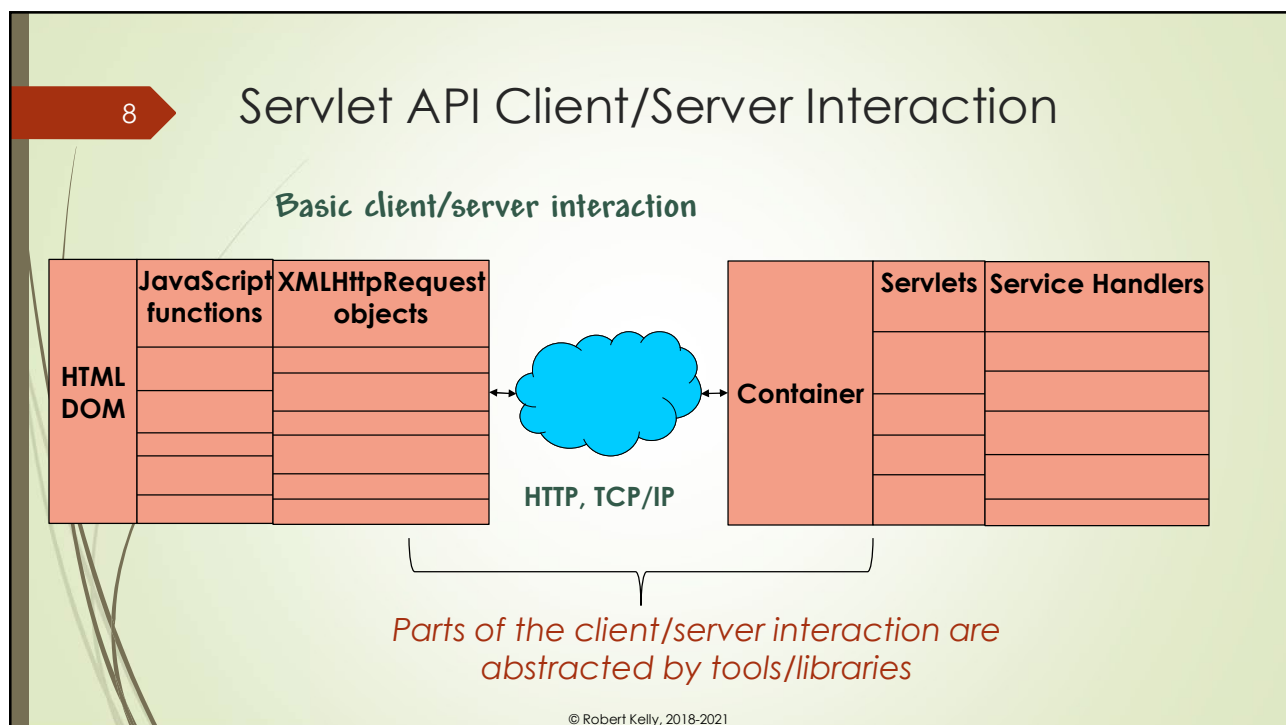 8
Servlet API Client/Server Interaction
Basic client/server interaction
HTML
DOM
JavaScript
functions
XMLHttpRequest
objects
HTTP, TCP/IP
Container
Servlets
Service Handlers
Parts of the client/server interaction are
abstracted by tools/libraries
© Robert Kelly, 2018-2021